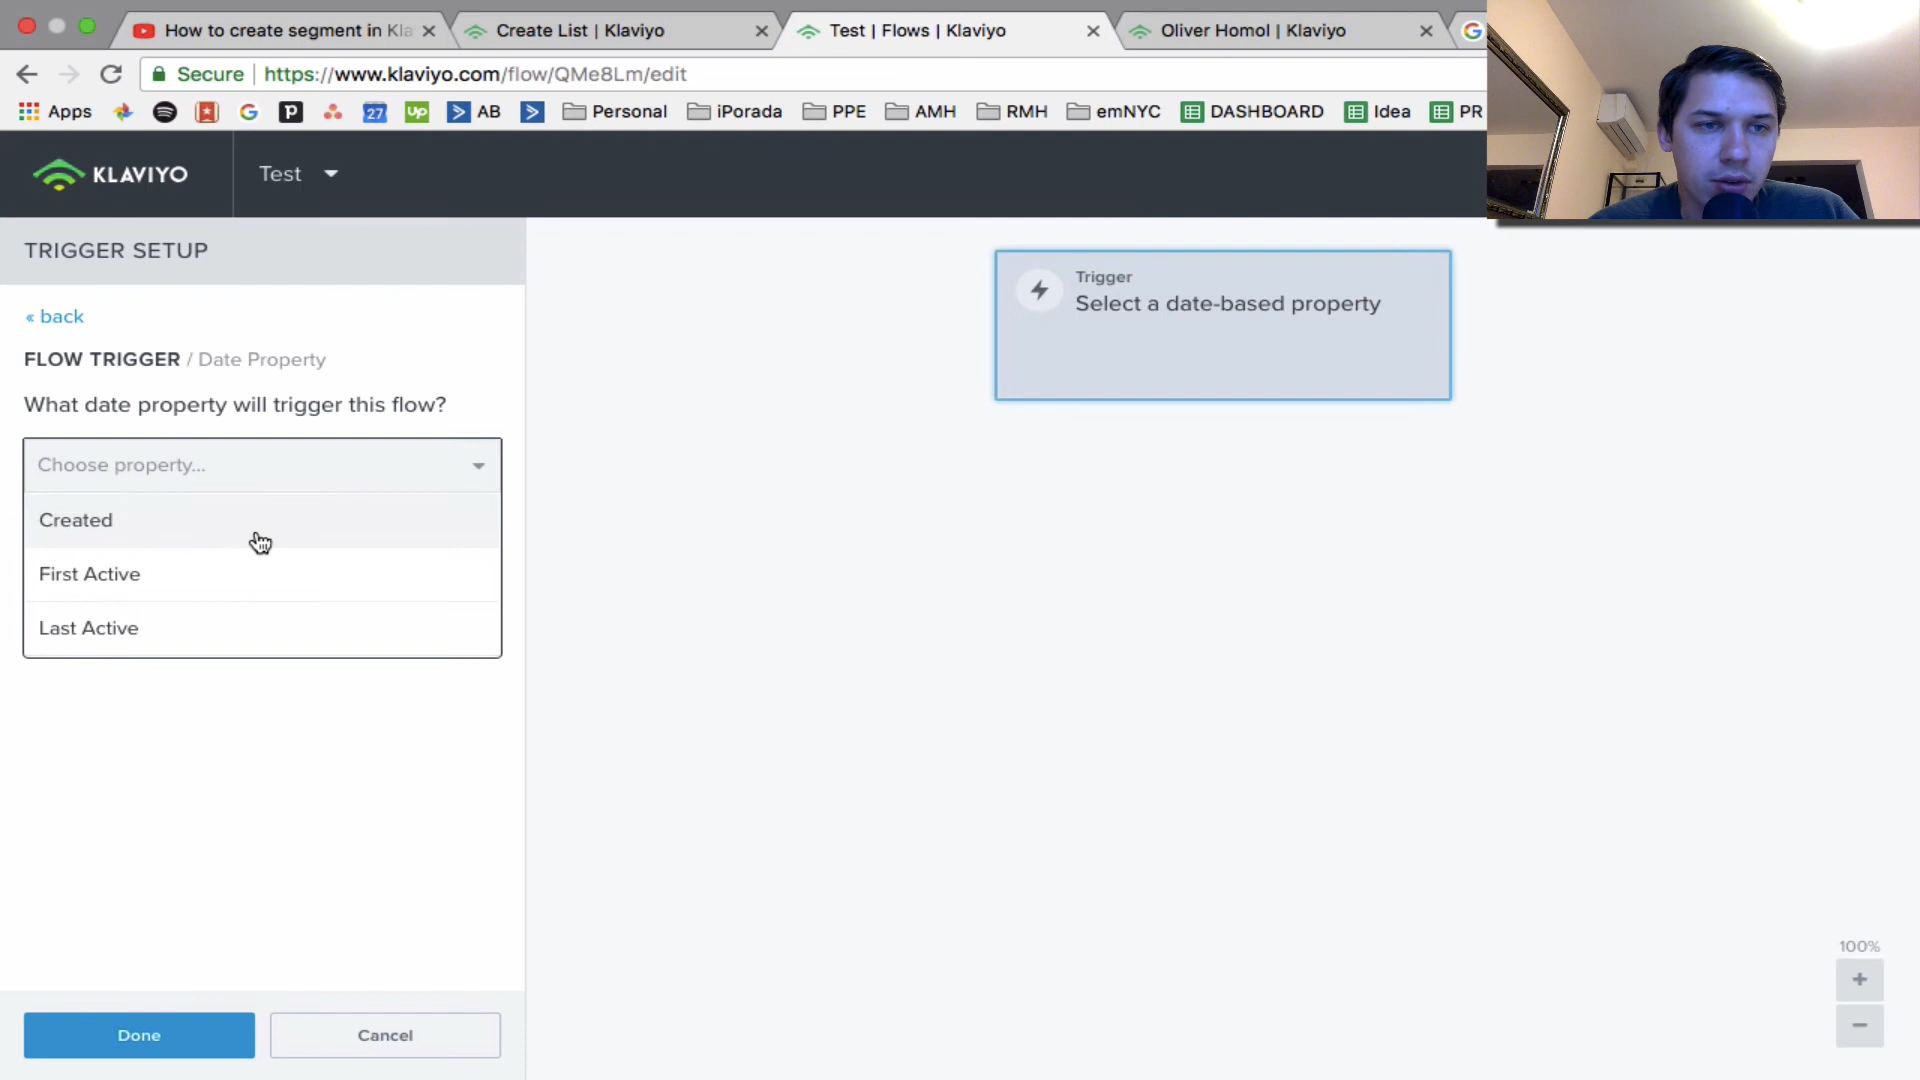 How to create segment in Kla
Create List | Klaviyo
Test | Flows | Klaviyo
Oliver Homol | Klaviyo
Secure
https://www.klaviyo.com/flow/QMe8Lm/edit
Apps
27
up
AB
Personal
iPorada
PPE
AMH
RMH
emNYC
DASHBOARD
Idea
PR
KLAVIYO
Test
TRIGGER SETUP
« back
FLOW TRIGGER / Date Property
What date property will trigger this flow?
Choose property...
Created
First Active
Last Active
Done
Cancel
Trigger
Select a date-based property
100%
+
−